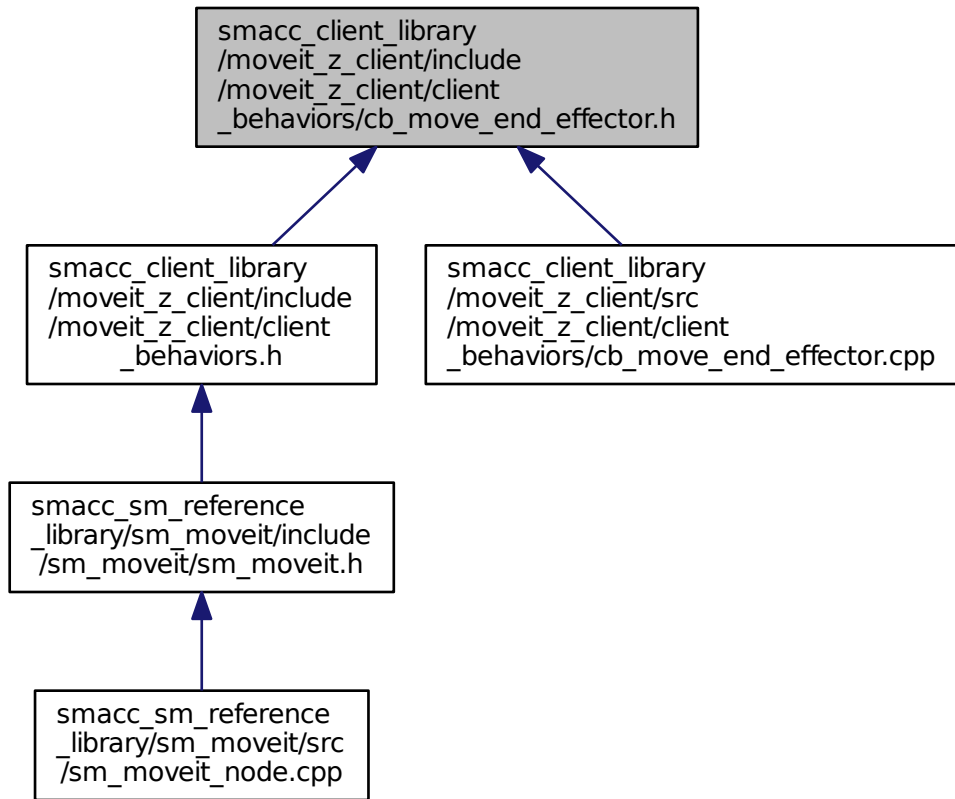 smacc_client_library
/moveit_z_client/include
/moveit_z_client/client
_behaviors/cb_move_end_effector.h
smacc_client_library
/moveit_z_client/include
/moveit_z_client/client
_behaviors.h
smacc_client_library
/moveit_z_client/src
/moveit_z_client/client
_behaviors/cb_move_end_effector.cpp
smacc_sm_reference
_library/sm_moveit/include
/sm_moveit/sm_moveit.h
smacc_sm_reference
_library/sm_moveit/src
/sm_moveit_node.cpp